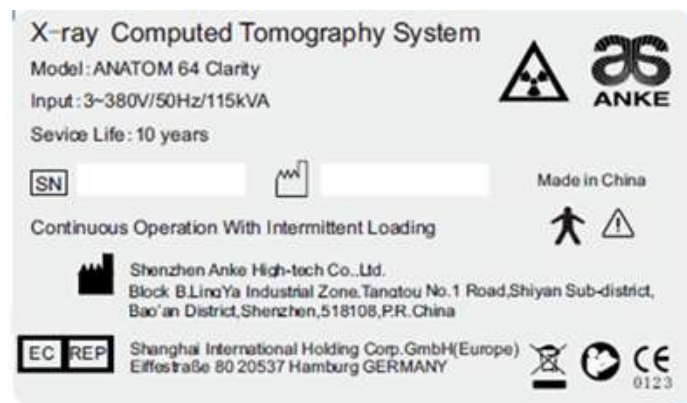 X-ray Computed Tomography System
Model:ANATOM 64 Clarity
Input:3~380V/50Hz/115kVA
Sevice Life:10 years
ANKE
SN
Made in China
Continuous Operation With Intermittent Loading
Shenzhen Anke High-tech Co..Ltd.
Block B.LingYa Industrial Zone.Tangtou No.1 Road,Shiyan Sub-district,
Bao'an District,Shenzhen,518108,P.R.China
EC REP
Shanghai International Holding Corp.GmbH(Europe)
Eiffestraße 80 20537 Hamburg GERMANY
CE
0123